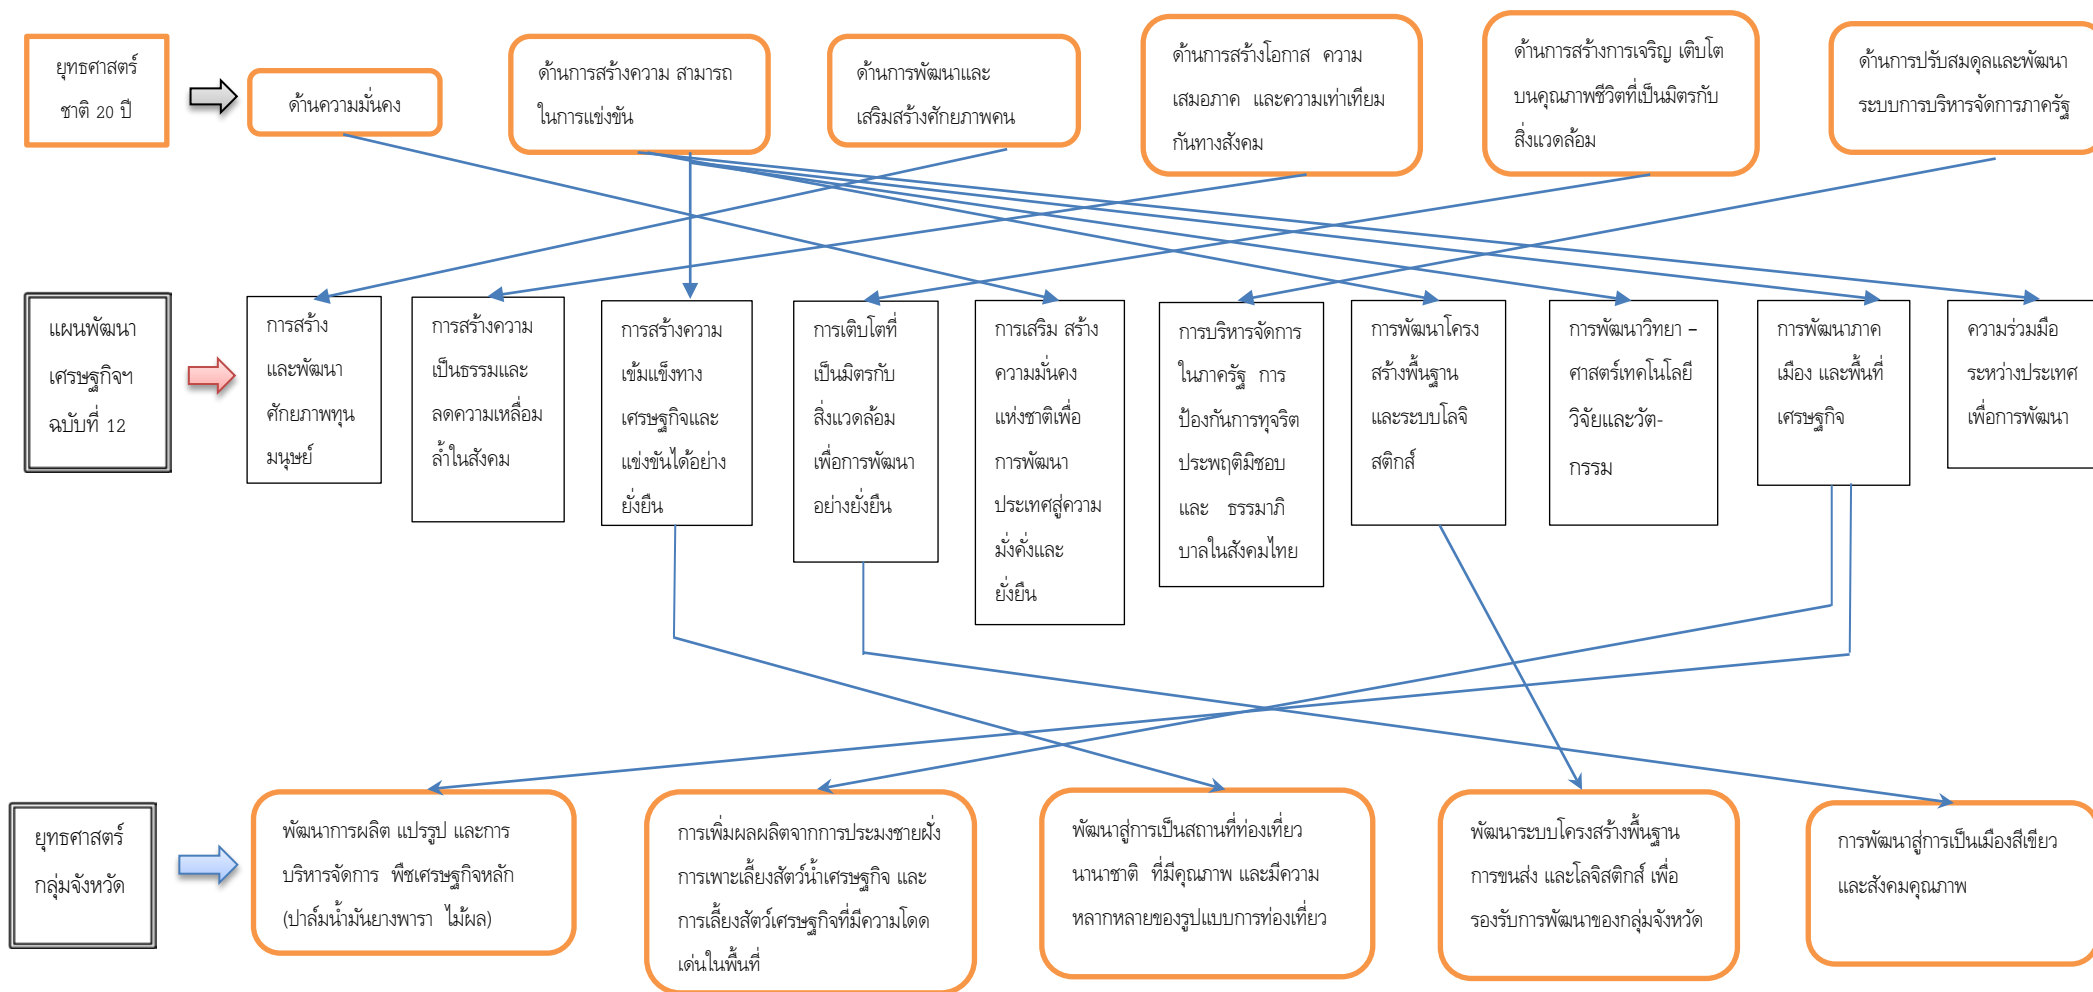 ยุทธศาสตร์
ชาติ 20 ปี
ด้านความมั่นคง
ด้านการสร้างความ สามารถ
ในการแข่งขัน
ด้านการพัฒนาและ
เสริมสร้างศักยภาพคน
ด้านการสร้างโอกาส ความ
เสมอภาค และความเท่าเทียม
กันทางสังคม
ด้านการสร้างการเจริญ เติบโต
บนคุณภาพชีวิตที่เป็นมิตรกับ
สิ่งแวดล้อม
ด้านการปรับสมดุลและพัฒนา
ระบบการบริหารจัดการภาครัฐ
แผนพัฒนา
เศรษฐกิจฯ
ฉบับที่ 12
การสร้าง
และพัฒนา
ศักยภาพทุน
มนุษย์
การสร้างความ
เป็นธรรมและ
ลดความเหลื่อม
ล้ำในสังคม
การสร้างความ
เข้มแข็งทาง
เศรษฐกิจและ
แข่งขันได้อย่าง
ยั่งยืน
การเติบโตที่
เป็นมิตรกับ
สิ่งแวดล้อม
เพื่อการพัฒนา
อย่างยั่งยืน
การเสริม สร้าง
ความมั่นคง
แห่งชาติเพื่อ
การพัฒนา
ประเทศสู่ความ
มั่งคั่งและ
ยั่งยืน
การบริหารจัดการ
ในภาครัฐ การ
ป้องกันการทุจริต
ประพฤติมิชอบ
และ ธรรมาภิ
บาลในสังคมไทย
การพัฒนาโครง
สร้างพื้นฐาน
และระบบโลจิ
สติกส์
การพัฒนาวิทยา –
ศาสตร์เทคโนโลยี
วิจัยและวัต-
กรรม
การพัฒนาภาค
เมือง และพื้นที่
เศรษฐกิจ
ความร่วมมือ
ระหว่างประเทศ
เพื่อการพัฒนา
ยุทธศาสตร์
กลุ่มจังหวัด
พัฒนาการผลิต แปรรูป และการ
บริหารจัดการ พืชเศรษฐกิจหลัก
(ปาล์มน้ำมันยางพารา ไม้ผล)
การเพิ่มผลผลิตจากการประมงชายฝั่ง
การเพาะเลี้ยงสัตว์น้ำเศรษฐกิจ และ
การเลี้ยงสัตว์เศรษฐกิจที่มีความโดด
เด่นในพื้นที่
พัฒนาสู่การเป็นสถานที่ท่องเที่ยว
นานาชาติ ที่มีคุณภาพ และมีความ
หลากหลายของรูปแบบการท่องเที่ยว
พัฒนาระบบโครงสร้างพื้นฐาน
การขนส่ง และโลจิสติกส์ เพื่อ
รองรับการพัฒนาของกลุ่มจังหวัด
การพัฒนาสู่การเป็นเมืองสีเขียว
และสังคมคุณภาพ